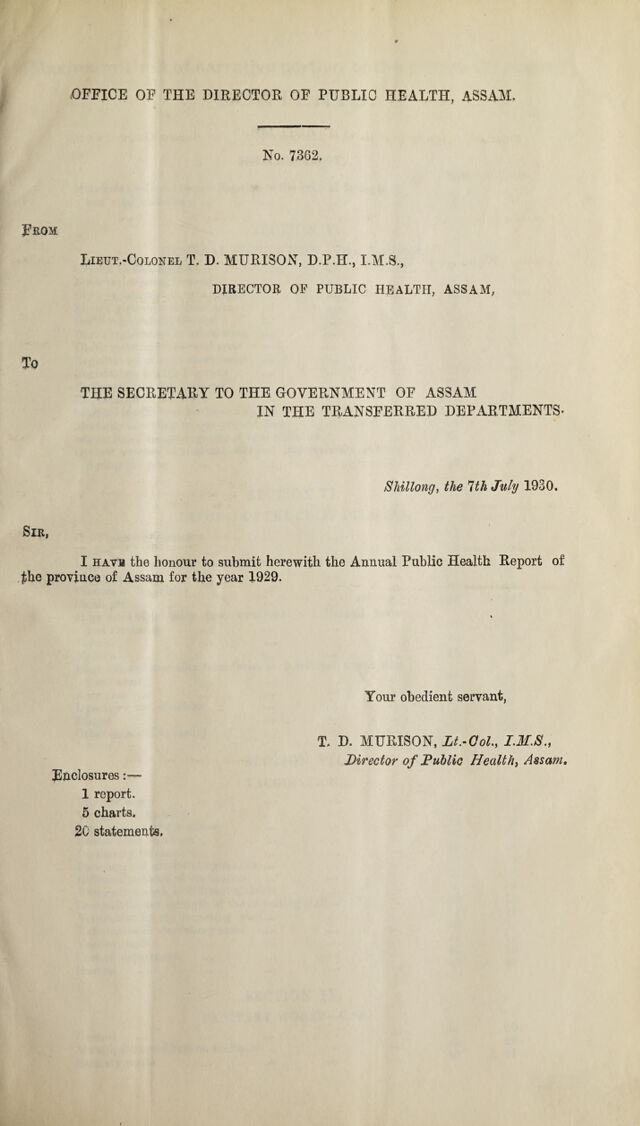 OFFICE OF THE DIRECTOR OF PUBLIC HEALTH, ASSAM.
No. 7362.
FROM
LIEUT.-COLONEL T. D. MURISON, D.P.H., I.M.S.,
DIRECTOR OF PUBLIC HEALTH, ASSAM,
To
THE SECRETARY TO THE GOVERNMENT OF ASSAM
IN THE TRANSFERRED DEPARTMENTS.
Shillong, the 7th July 1930.
SIR,
I HAVE the honour to submit herewith the Annual Public Health Report of
the province of Assam for the year 1929.
Your obedient servant,
T. D. MURISON, Lt.-Col., I.M.S.,
Director of Public Health, Assam.
Enclosures :—
1 report.
5 charts.
20 statements.